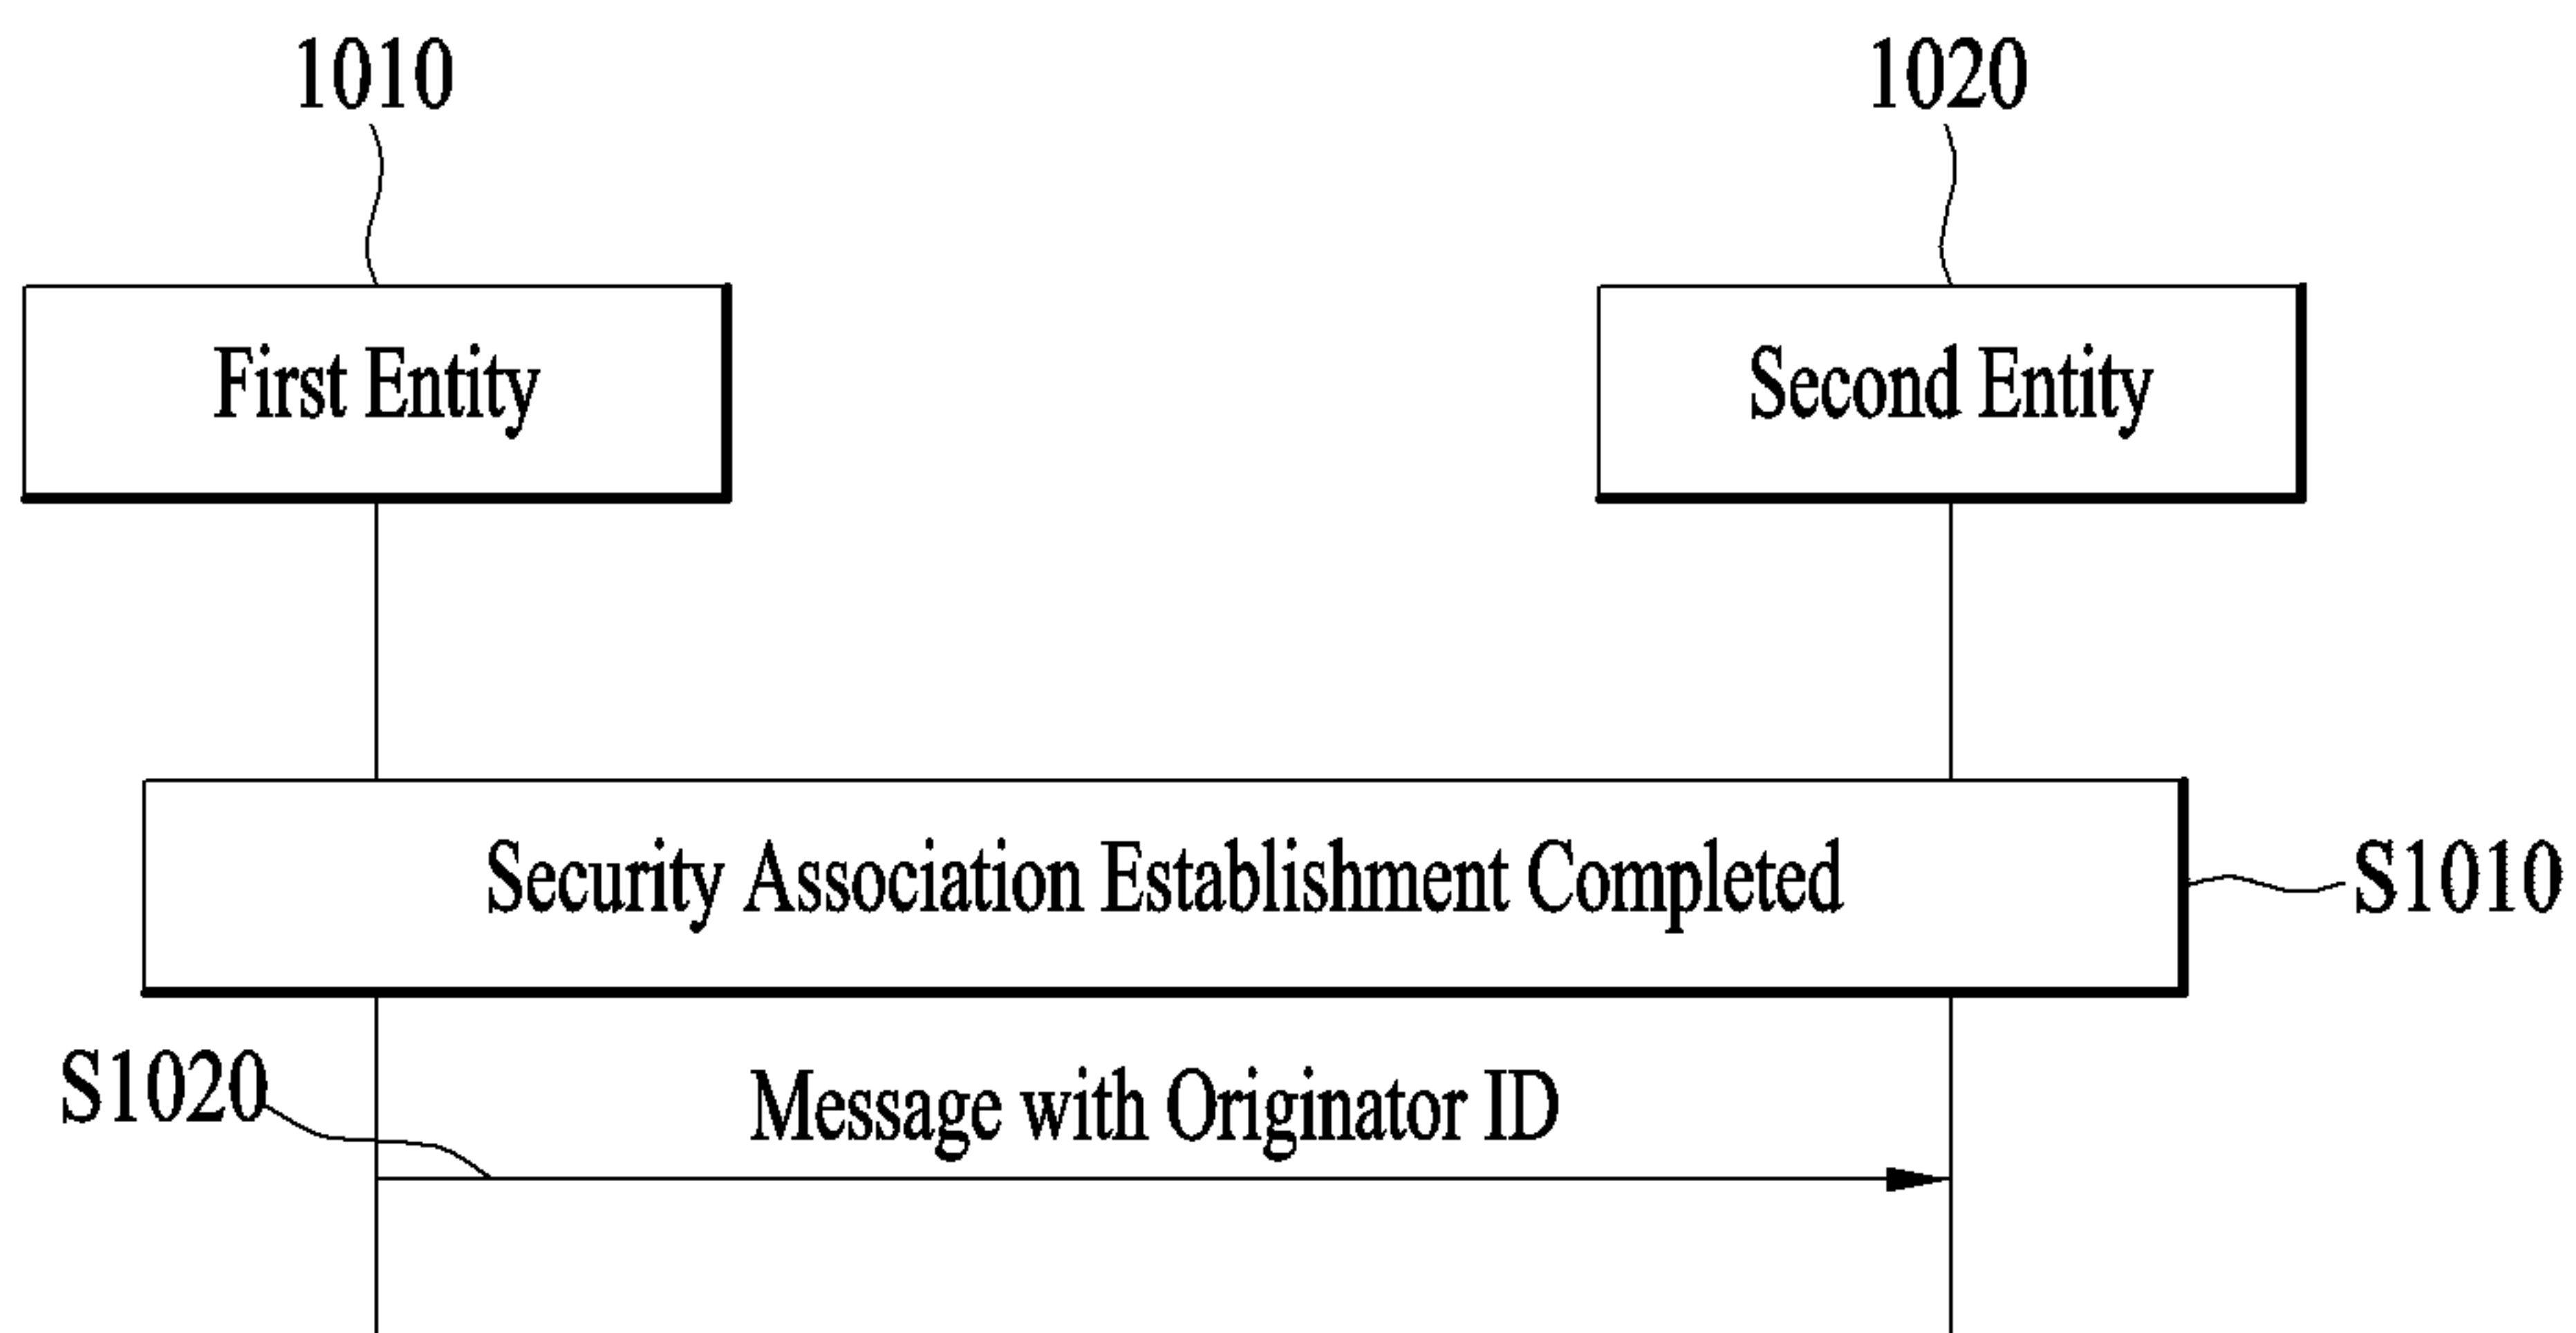 1010
1020
First Entity
Second Entity
Security Association Establishment Completed
S1010
S1020
Message with Originator ID